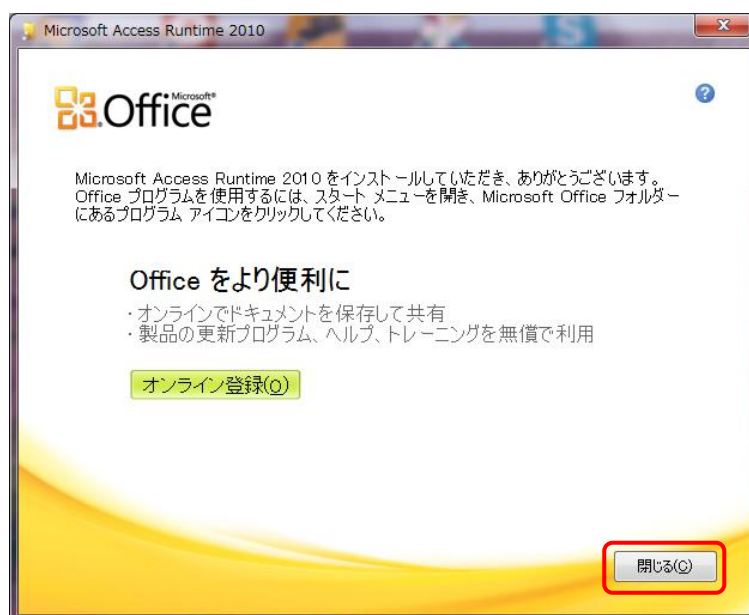 Microsoft Access Runtime 2010
Microsoft®
Office
Microsoft Access Runtime 2010 をインストールしていただき、ありがとうございます。
Office プログラムを使用するには、スタート メニューを開き、Microsoft Office フォルダー
にあるプログラム アイコンをクリックしてください。
Office をより便利に
・オンラインでドキュメントを保存して共有
・製品の更新プログラム、ヘルプ、トレーニングを無償で利用
オンライン登録(O)
閉じる(C)